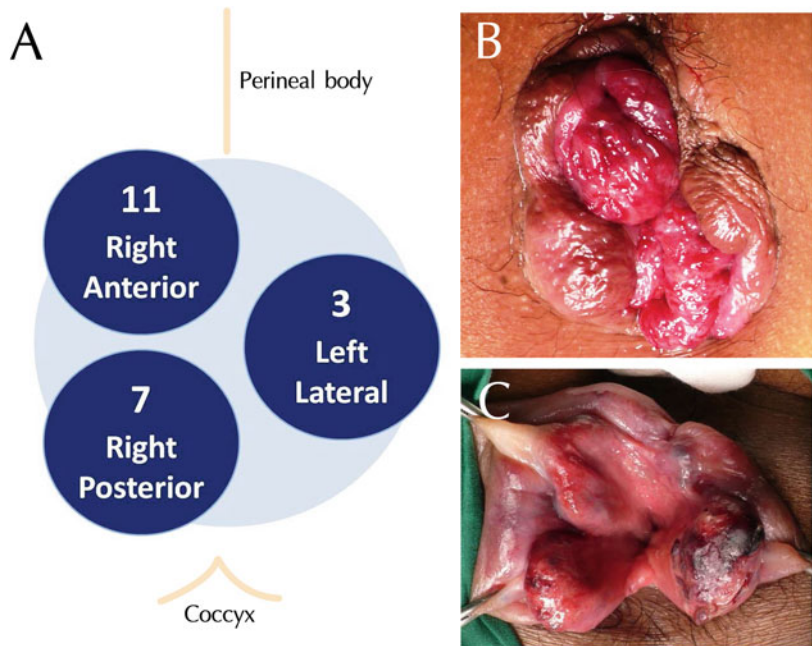 A
Perineal body
11
Right
Anterior
3
Left
Lateral
7
Right
Posterior
Coccyx
B
C